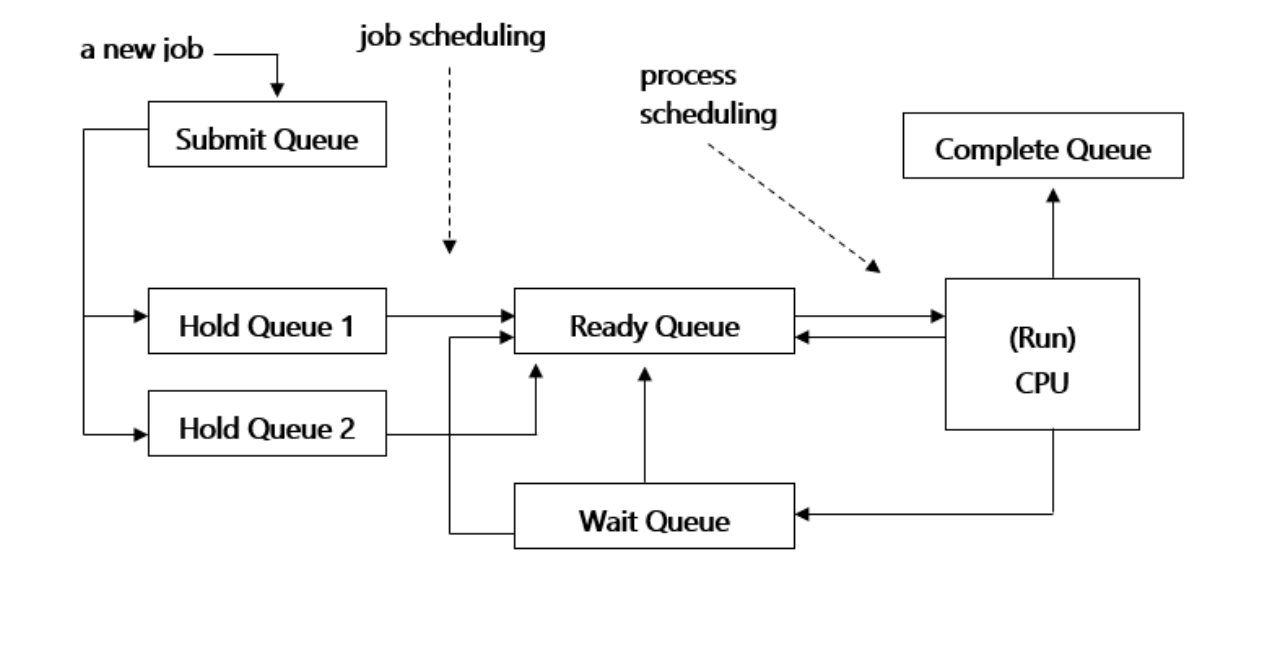 a new job
job scheduling
process
scheduling
Submit Queue
Complete Queue
Hold Queue 1
Ready Queue
(Run)
CPU
Hold Queue 2
Wait Queue